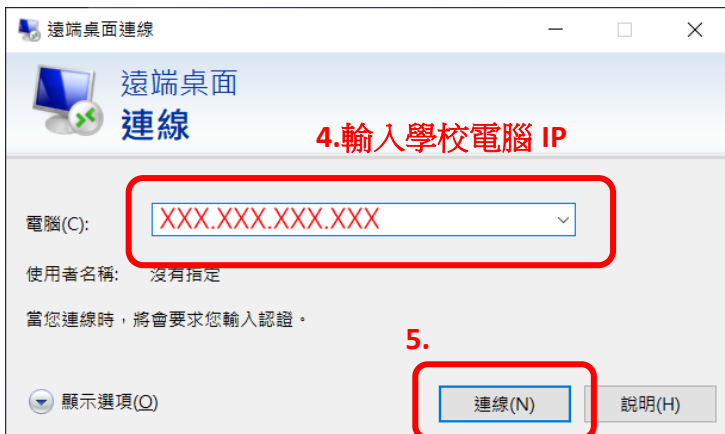 遠端桌面連線
遠端桌面
連線
4.輸入學校電腦 IP
電腦(C):
XXX.XXX.XXX.XXX
使用者名稱: 沒有指定
當您連線時，將會要求您輸入認證。
5.
顯示選項(O)
連線(N)
說明(H)